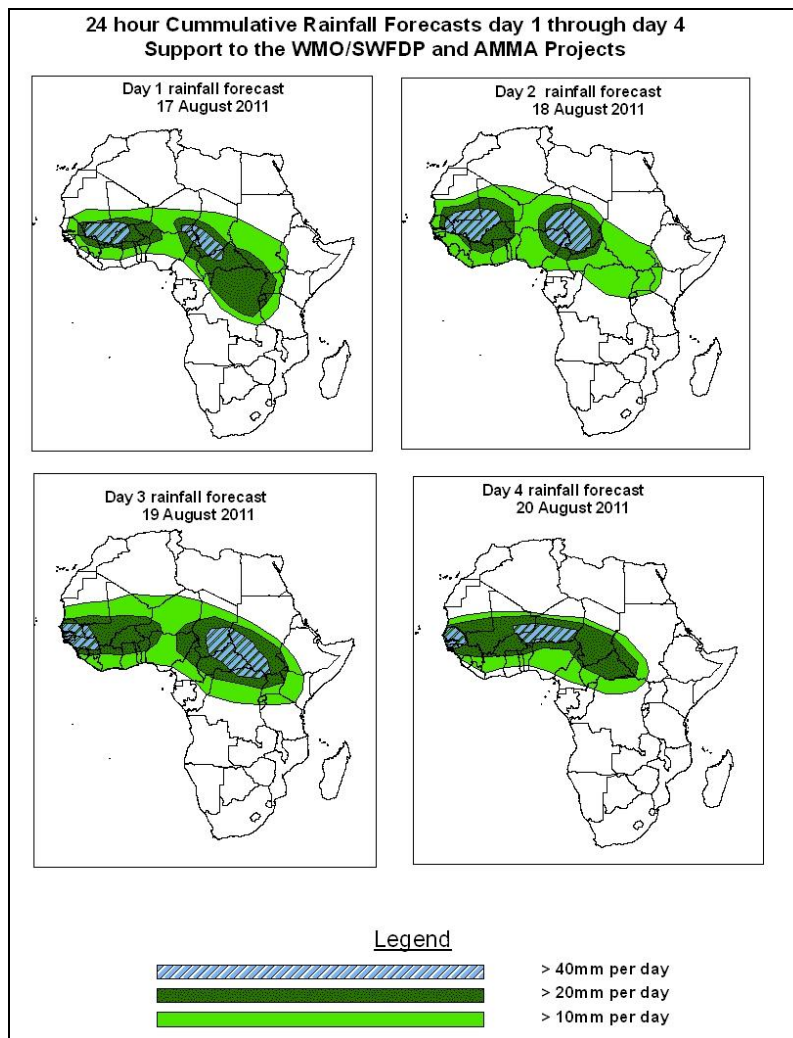 24 hour Cummulative Rainfall Forecasts day 1 through day 4
Support to the WMO/SWFDP and AMMA Projects
Day 1 rainfall forecast
17 August 2011
Day 2 rainfall forecast
18 August 2011
Day 3 rainfall forecast
19 August 2011
Day 4 rainfall forecast
20 August 2011
Legend
> 40mm per day
> 20mm per day
> 10mm per day